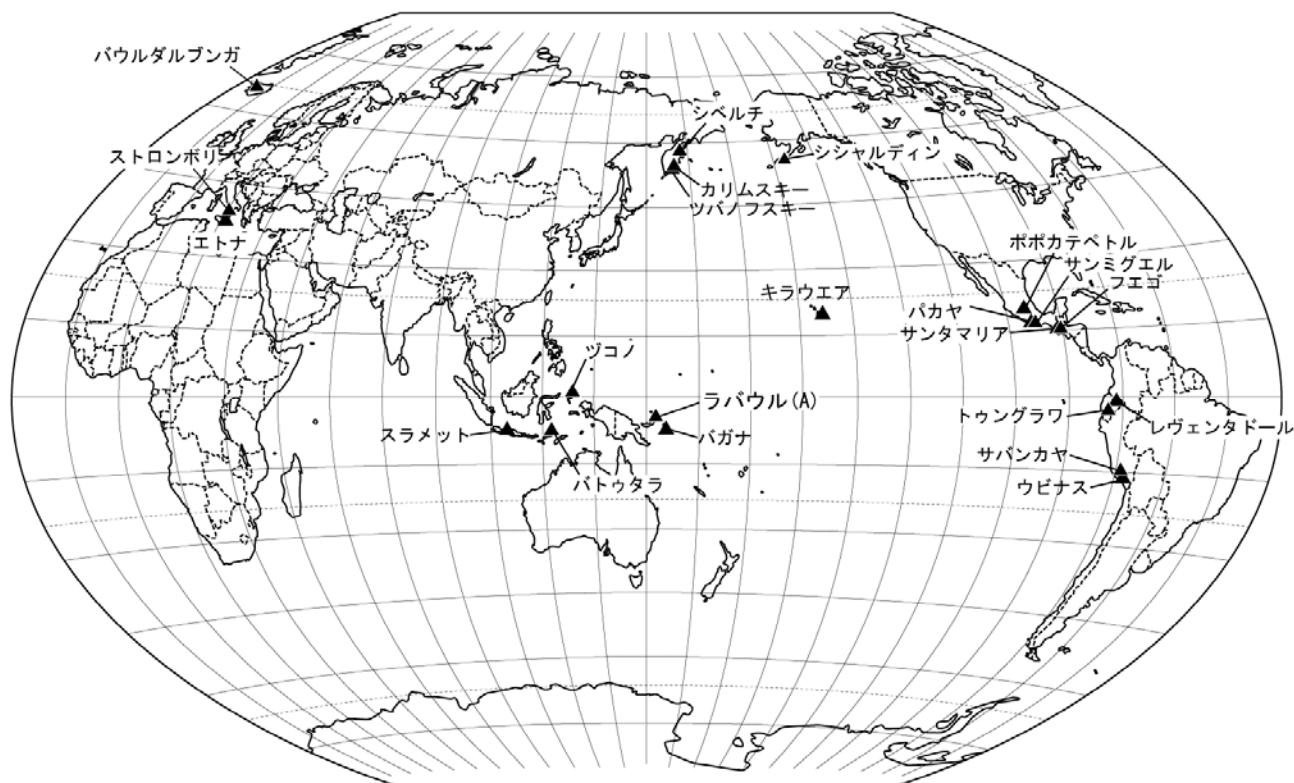 バウルダルブンガ
シベルチ
ストロンボリー
シシャルディン
カリムスキー
ツバノフスキー
エトナ
ポポカテペトル
サンミグエル
フエゴ
キラウエア
パカヤ
サンタマリア
ヅコノ
ラバウル(A)
トゥングラワ
レヴェンタドール
スラメット
バガナ
サバンカヤ
バトゥタラ
ウビナス